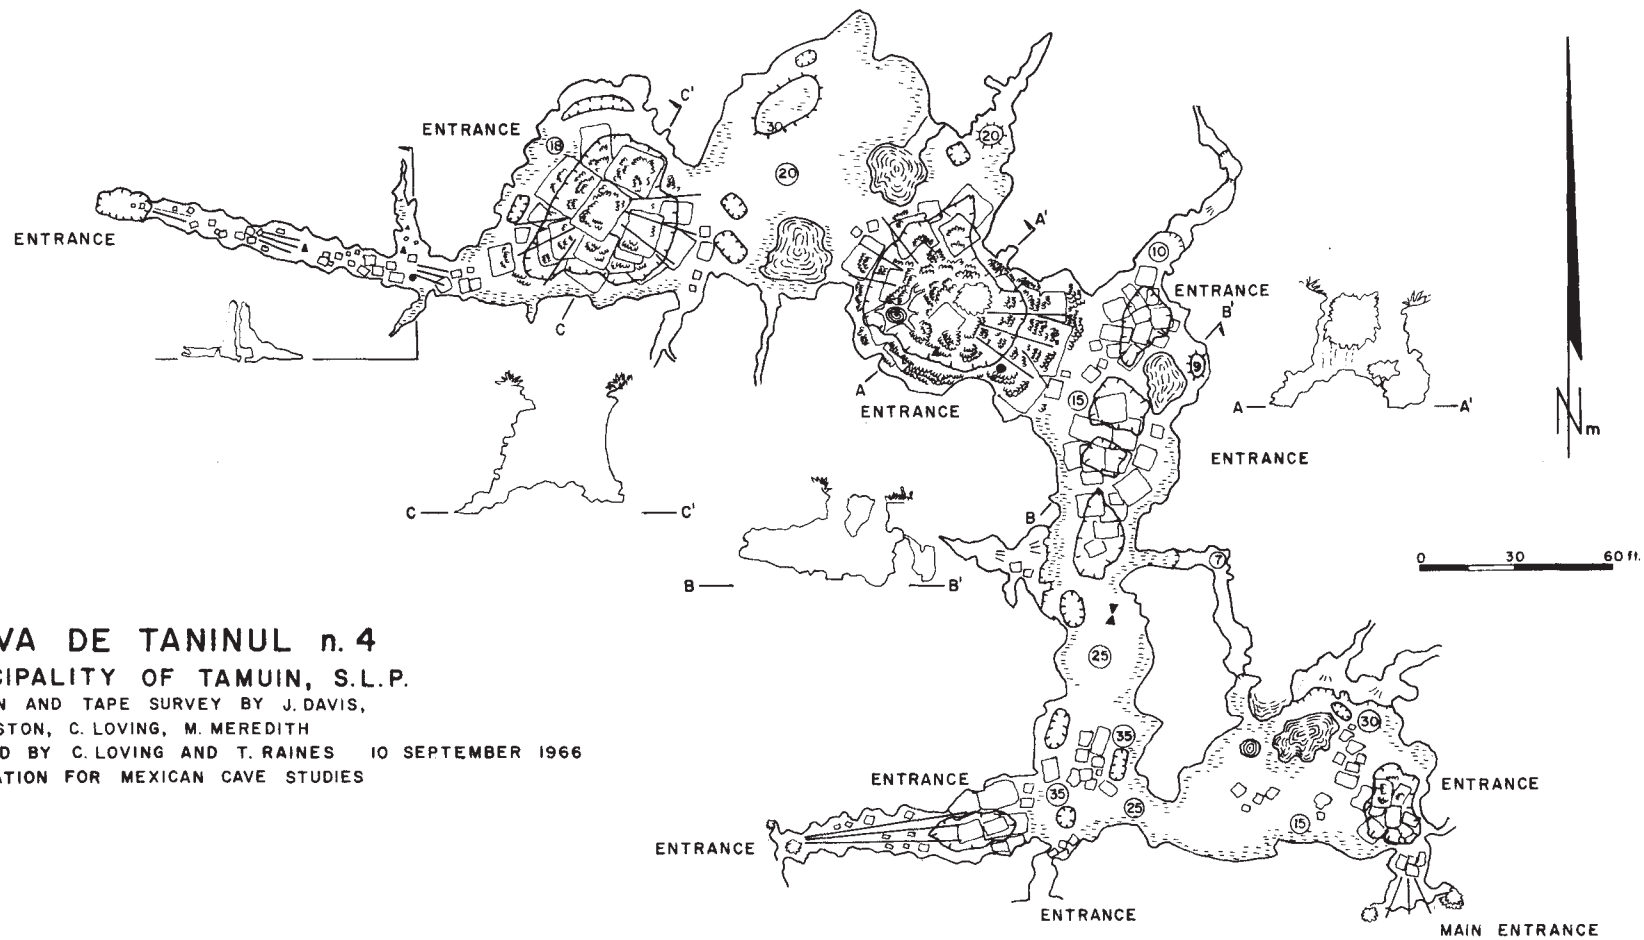 C'
ENTRANCE
18
30
20
20
A'
ENTRANCE
10
ENTRANCE
B'
C
9
A
15
A
A'
ENTRANCE
N
m
ENTRANCE
C
C'
B
B
B'
7
0 30 60 ft.
25
VA DE TANINUL n. 4
CIPALITY OF TAMUIN, S.L.P.
N AND TAPE SURVEY BY J. DAVIS,
STON, C. LOVING, M. MEREDITH
D BY C. LOVING AND T. RAINES 10 SEPTEMBER 1966
ATION FOR MEXICAN CAVE STUDIES
30
35
ENTRANCE
ENTRANCE
35
25
15
ENTRANCE
ENTRANCE
MAIN ENTRANCE